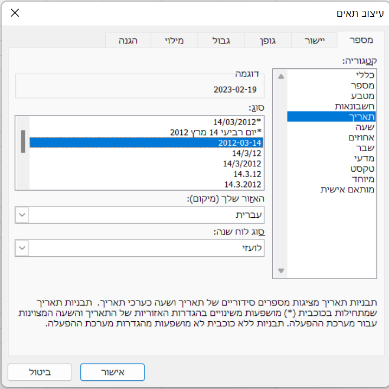 עיצוב תאים
מספר
יישור
גופן
גבול
מילוי
הגנה
קטגוריה:
כללי
מספר
מטבע
חשבונאות
תאריך
שעה
אחוזים
שבר
מדעי
טקסט
מיוחד
מותאם אישית
דוגמה
2023-02-19
סוג:
*14/03/2012
*יום רביעי 14 מרץ 2012
2012-03-14
14/3/12
14/3/2012
14.3.12
14.3.2012
האזור שלך (מיקום):
עברית
סוג לוח שנה:
לועזי
תבניות תאריך מציגות מספרים סידוריים של תאריך ושעה כערכי תאריך. תבניות תאריך
שמתחילות בכוכבית (*) מושפעות משינויים בהגדרות האזוריות של התאריך והשעה המצוינות
עבור מערכת ההפעלה. תבניות ללא כוכבית לא מושפעות מהגדרות מערכת ההפעלה.
אישור
ביטול